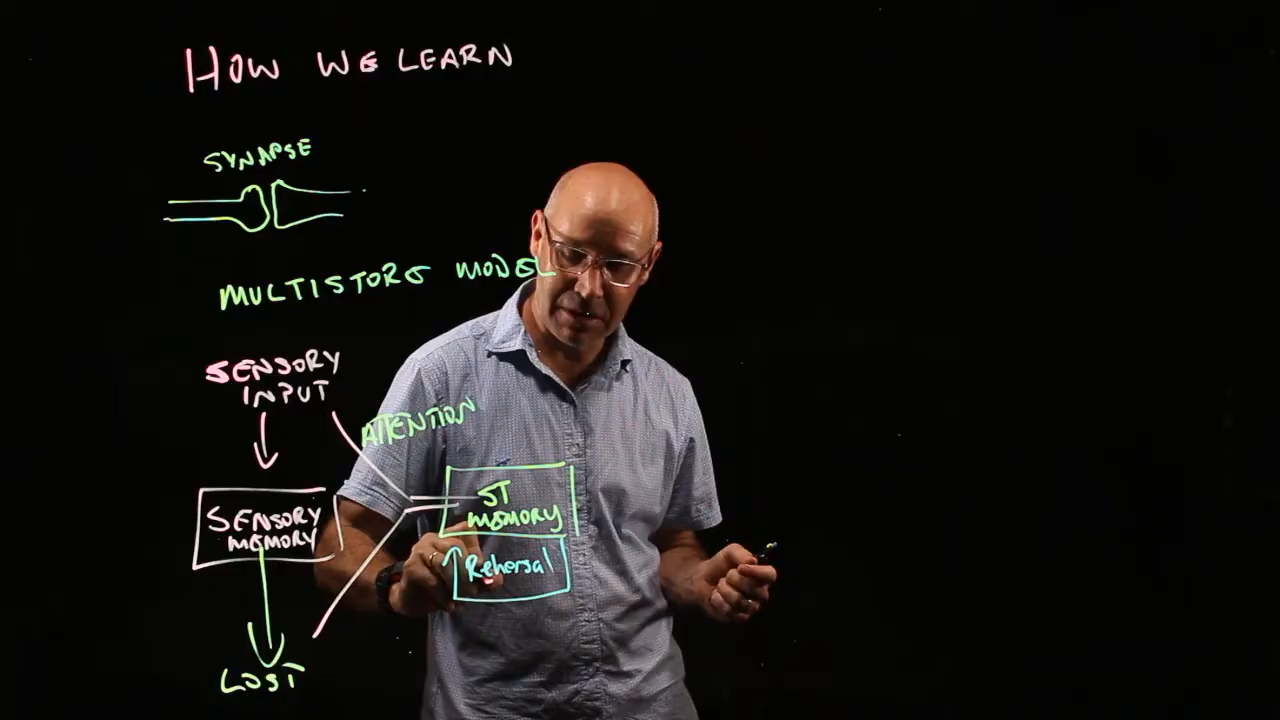 HOW WE LEARN
SYNAPSE
MULTISTORE MODEL
SENSORY
INPUT
ATTENTION
SENSORY
MEMORY
ST
MEMORY
Rehersal
LOST